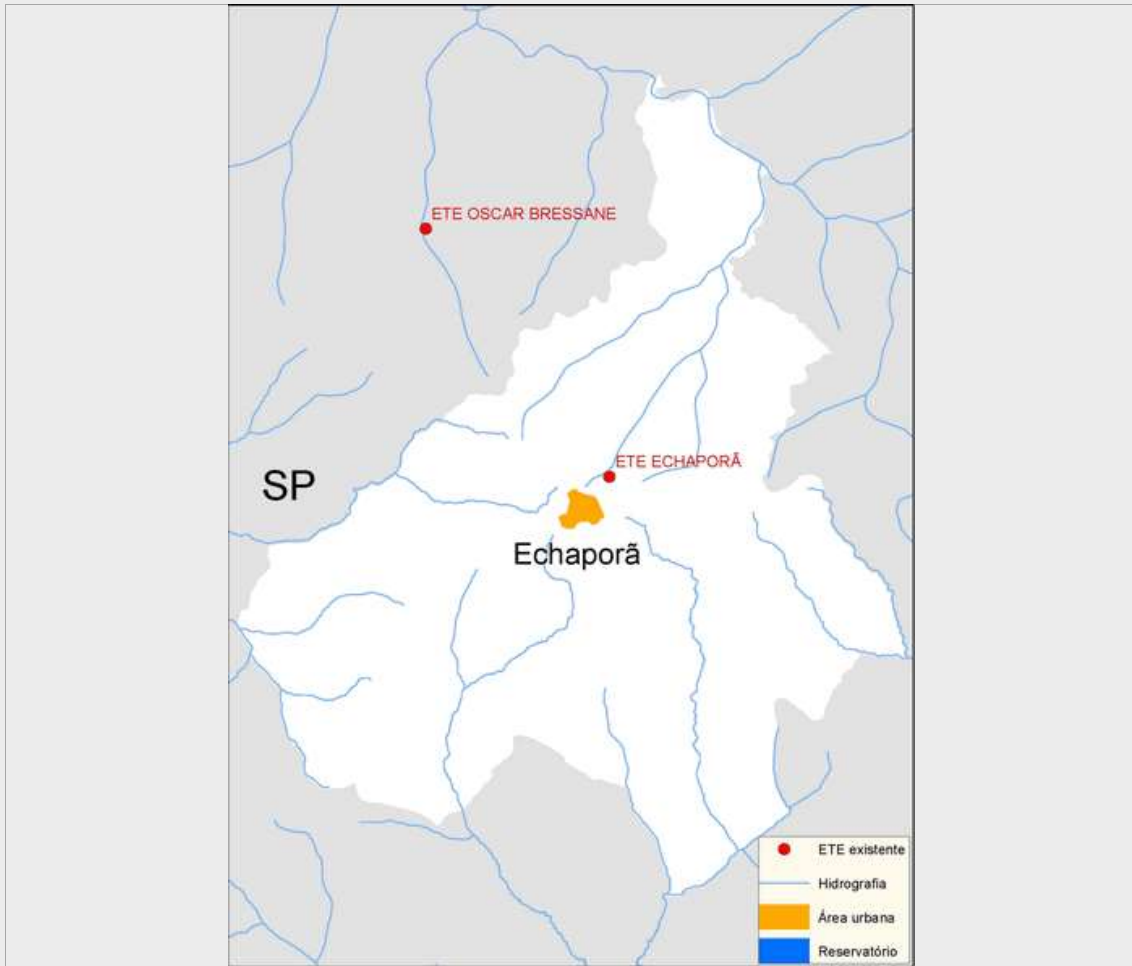 ETE OSCAR BRESSANE
ETE ECHAPORÃ
SP
Echaporã
ETE existente
Hidrografia
Área urbana
Reservatório